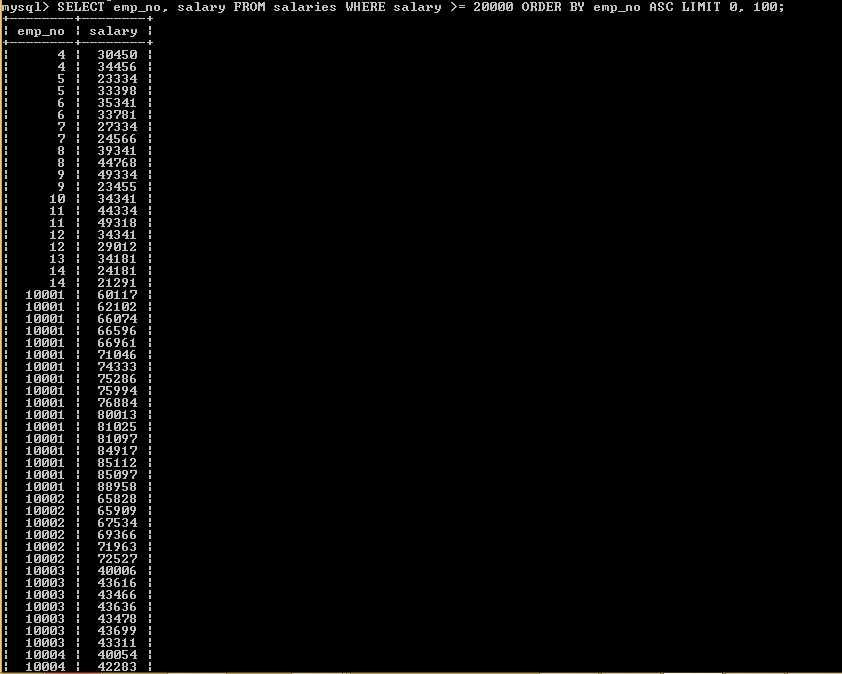 mysql> SELECT emp_no, salary FROM salaries WHERE salary >= 20000 ORDER BY emp_no ASC LIMIT 0, 100;
+--------+--------+
¦ emp_no ¦ salary ¦
+--------+--------+
¦ 4 ¦ 30450 ¦
¦ 4 ¦ 34456 ¦
¦ 5 ¦ 23334 ¦
¦ 5 ¦ 33398 ¦
¦ 6 ¦ 35341 ¦
¦ 6 ¦ 33781 ¦
¦ 7 ¦ 27334 ¦
¦ 7 ¦ 24566 ¦
¦ 8 ¦ 39341 ¦
¦ 8 ¦ 44768 ¦
¦ 9 ¦ 49334 ¦
¦ 9 ¦ 23455 ¦
¦ 10 ¦ 34341 ¦
¦ 11 ¦ 44334 ¦
¦ 11 ¦ 49318 ¦
¦ 12 ¦ 34341 ¦
¦ 12 ¦ 29012 ¦
¦ 13 ¦ 34181 ¦
¦ 14 ¦ 24181 ¦
¦ 14 ¦ 21291 ¦
¦ 10001 ¦ 60117 ¦
¦ 10001 ¦ 62102 ¦
¦ 10001 ¦ 66074 ¦
¦ 10001 ¦ 66596 ¦
¦ 10001 ¦ 66961 ¦
¦ 10001 ¦ 71046 ¦
¦ 10001 ¦ 74333 ¦
¦ 10001 ¦ 75286 ¦
¦ 10001 ¦ 75994 ¦
¦ 10001 ¦ 76884 ¦
¦ 10001 ¦ 80013 ¦
¦ 10001 ¦ 81025 ¦
¦ 10001 ¦ 81097 ¦
¦ 10001 ¦ 84917 ¦
¦ 10001 ¦ 85112 ¦
¦ 10001 ¦ 85097 ¦
¦ 10001 ¦ 88958 ¦
¦ 10002 ¦ 65828 ¦
¦ 10002 ¦ 65909 ¦
¦ 10002 ¦ 67534 ¦
¦ 10002 ¦ 69366 ¦
¦ 10002 ¦ 71963 ¦
¦ 10002 ¦ 72527 ¦
¦ 10003 ¦ 40006 ¦
¦ 10003 ¦ 43616 ¦
¦ 10003 ¦ 43466 ¦
¦ 10003 ¦ 43636 ¦
¦ 10003 ¦ 43478 ¦
¦ 10003 ¦ 43699 ¦
¦ 10003 ¦ 43311 ¦
¦ 10004 ¦ 40054 ¦
¦ 10004 ¦ 42283 ¦